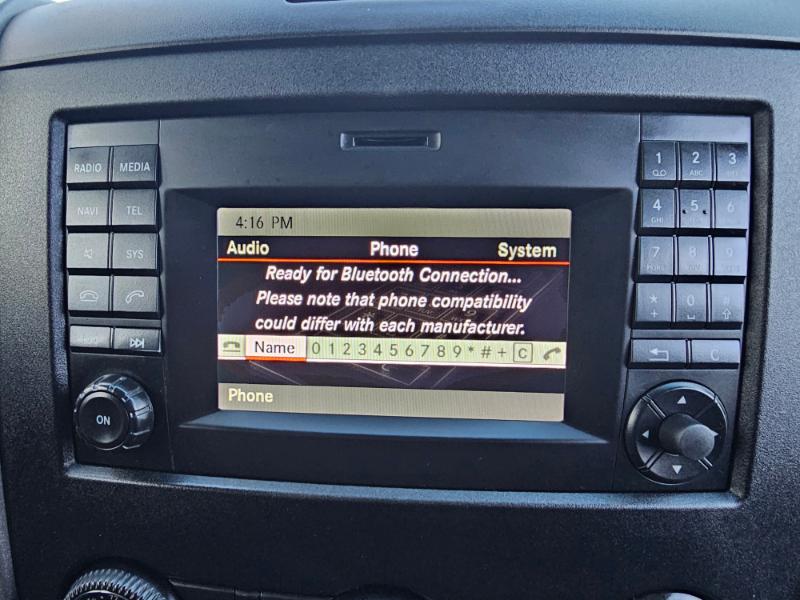 RADIO MEDIA
NAVI TEL
SYS
ON
4:16 PM
Audio Phone System
Ready for Bluetooth Connection...
Please note that phone compatibility
could differ with each manufacturer.
Name 0 1 2 3 4 5 6 7 8 9 * # + C
Phone
1 2 ABC 3
4 GHI 5 6
7 8 9
* + 0 #
C